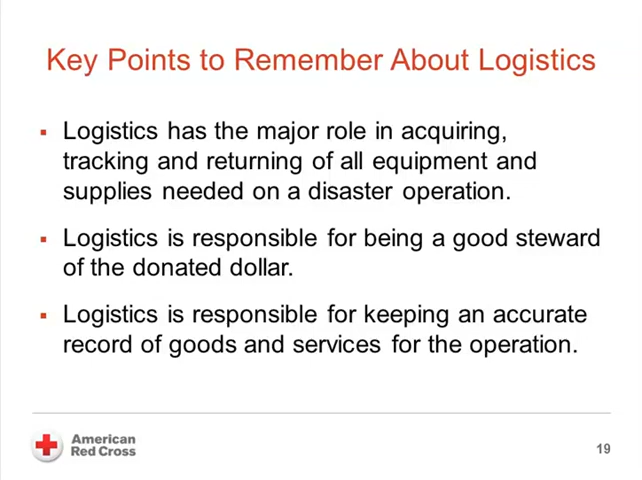 Key Points to Remember About Logistics
▪ Logistics has the major role in acquiring,
tracking and returning of all equipment and
supplies needed on a disaster operation.
▪ Logistics is responsible for being a good steward
of the donated dollar.
▪ Logistics is responsible for keeping an accurate
record of goods and services for the operation.
American
Red Cross
19